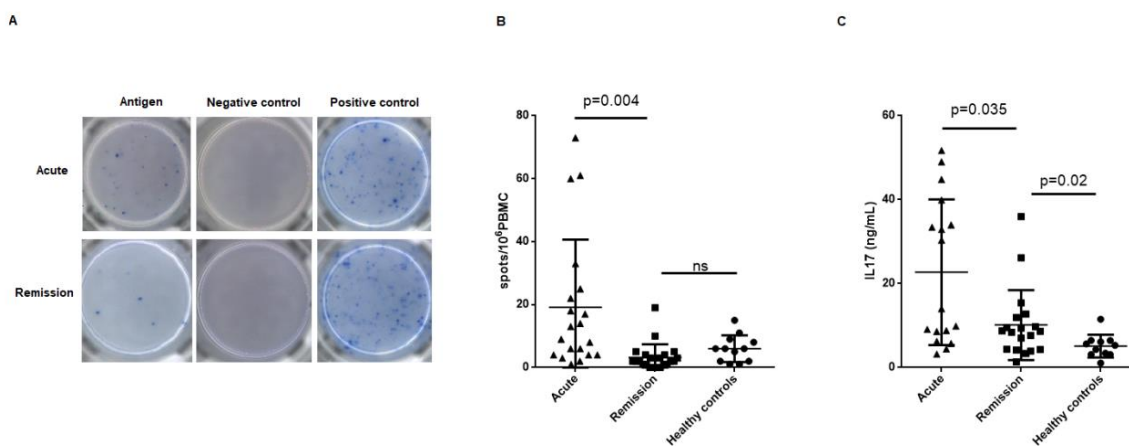 A
Antigen
Negative control
Positive control
Acute
Remission
B
p=0.004
ns
spots/10⁶PBMC
80
60
40
20
0
Acute
Remission
Healthy controls
C
p=0.035
p=0.02
IL17 (ng/mL)
60
40
20
0
Acute
Remission
Healthy controls